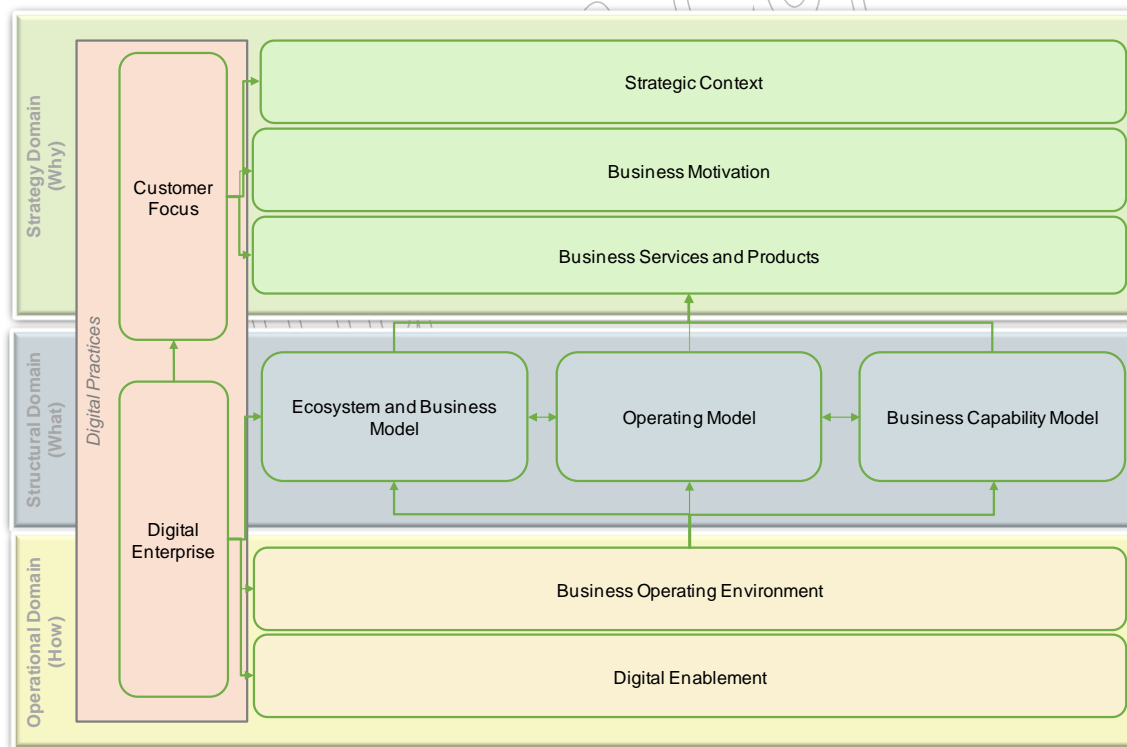 Strategy Domain
(Why)
Structural Domain
(What)
Operational Domain
(How)
Digital Practices
Customer
Focus
Digital
Enterprise
Strategic Context
Business Motivation
Business Services and Products
Ecosystem and Business
Model
Operating Model
Business Capability Model
Business Operating Environment
Digital Enablement